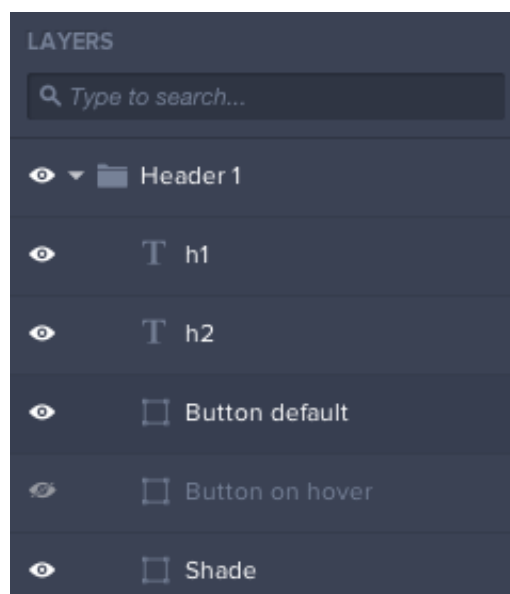 LAYERS
Type to search...
Header 1
T h1
T h2
Button default
Button on hover
Shade